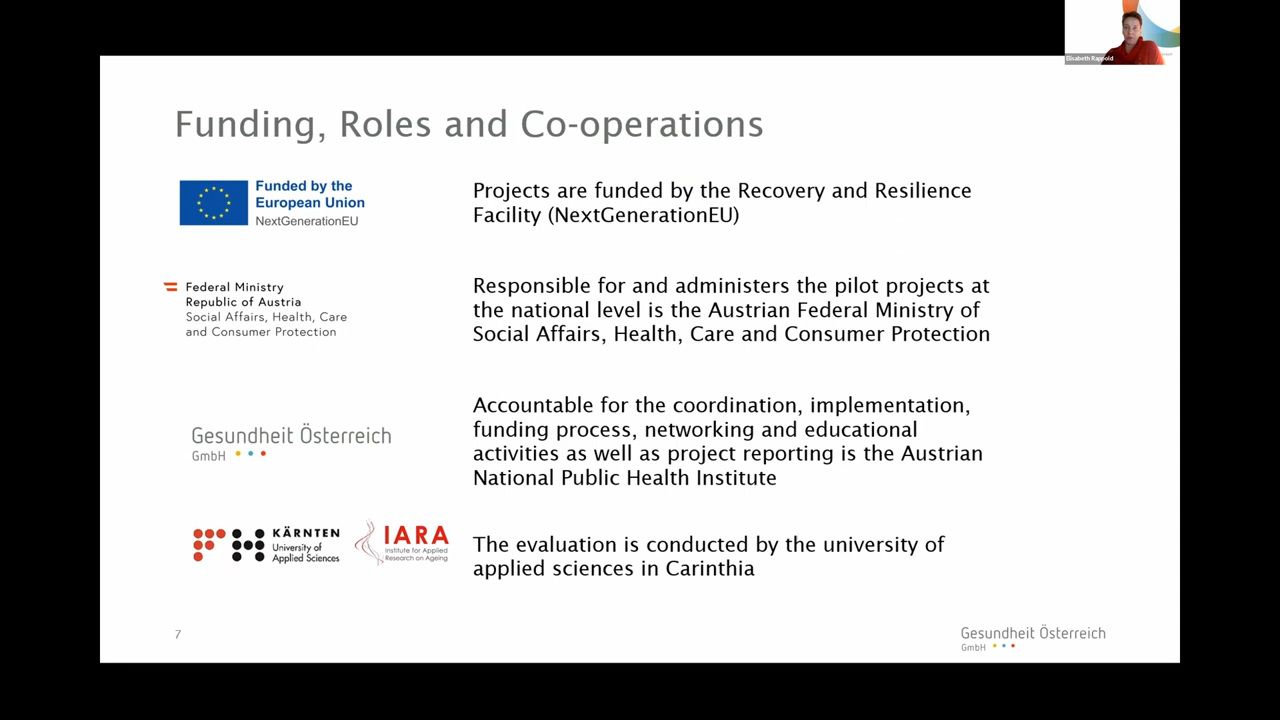 Elisabeth Rappold
Funding, Roles and Co-operations
Funded by the
European Union
NextGenerationEU
Projects are funded by the Recovery and Resilience
Facility (NextGenerationEU)
Federal Ministry
Republic of Austria
Social Affairs, Health, Care
and Consumer Protection
Responsible for and administers the pilot projects at
the national level is the Austrian Federal Ministry of
Social Affairs, Health, Care and Consumer Protection
Gesundheit Österreich
GmbH
Accountable for the coordination, implementation,
funding process, networking and educational
activities as well as project reporting is the Austrian
National Public Health Institute
FH KÄRNTEN
University of
Applied Sciences
IARA
Institute for Applied
Research on Ageing
The evaluation is conducted by the university of
applied sciences in Carinthia
7
Gesundheit Österreich
GmbH